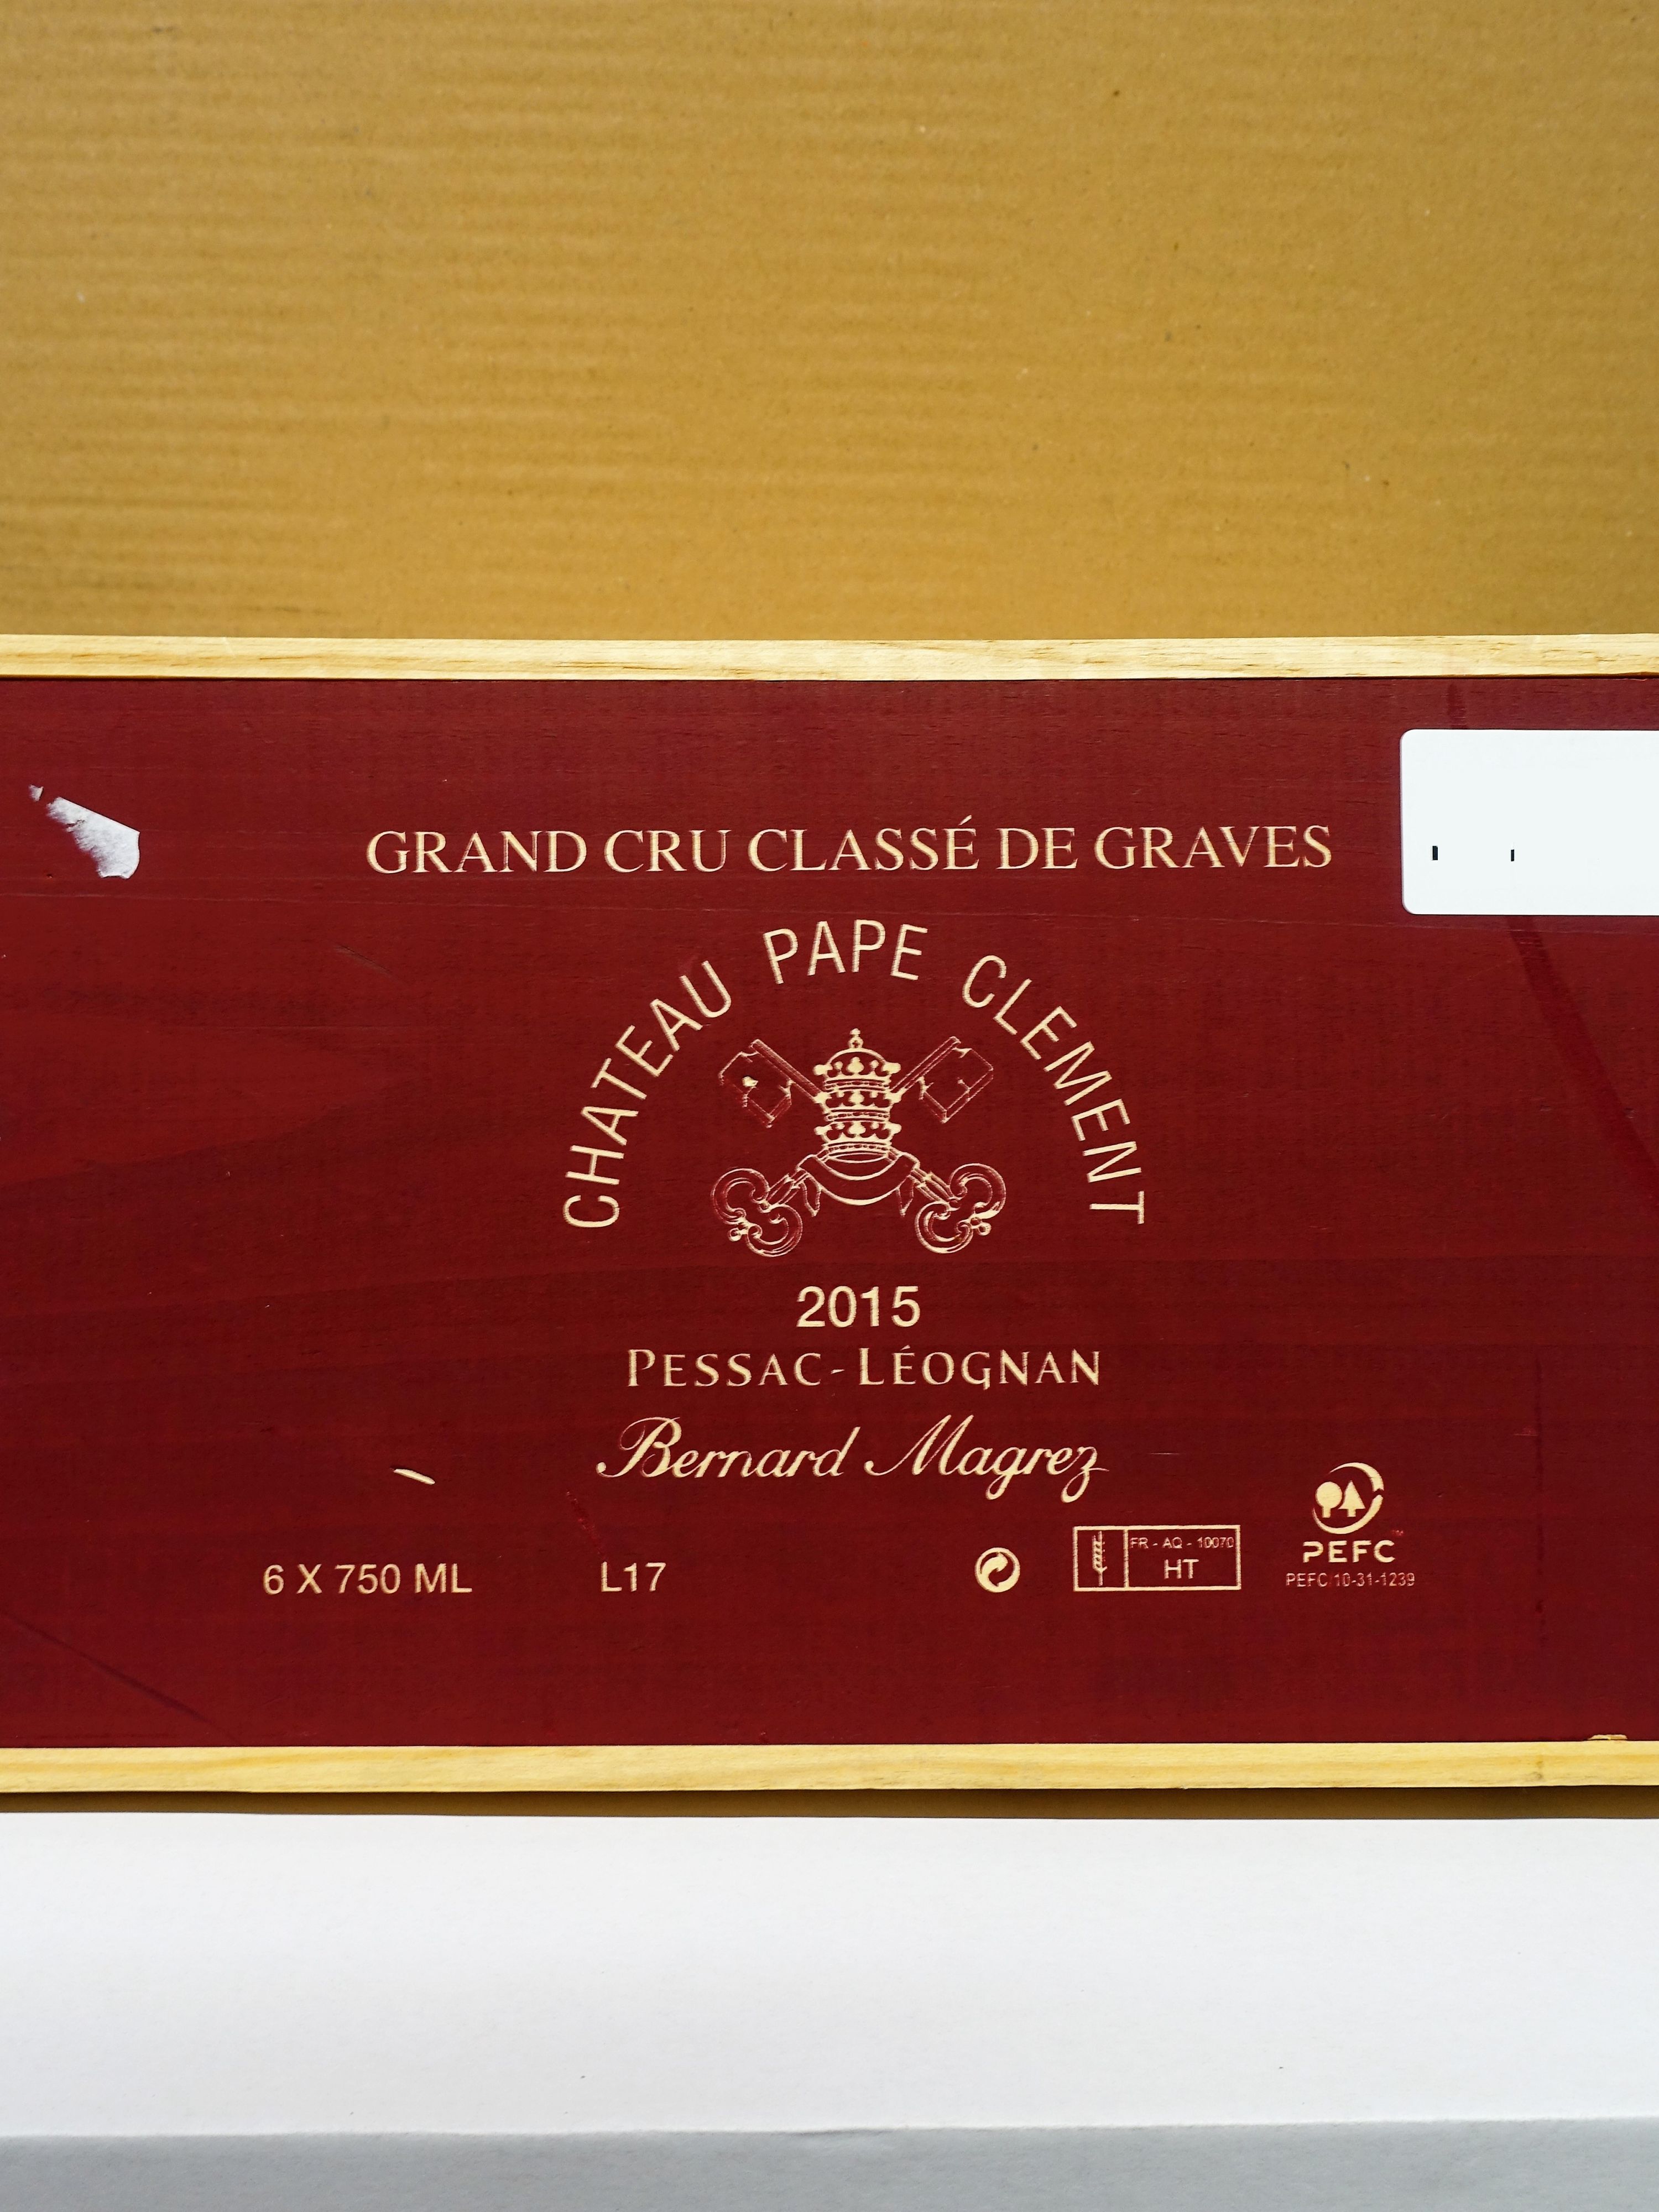 GRAND CRU CLASSÉ DE GRAVES
CHATEAU PAPE CLEMENT
2015
PESSAC-LÉOGNAN
Bernard Magrez
6 X 750 ML
L17
FR - AQ - 10070
HT
PEFC
PEFC/10-31-1239